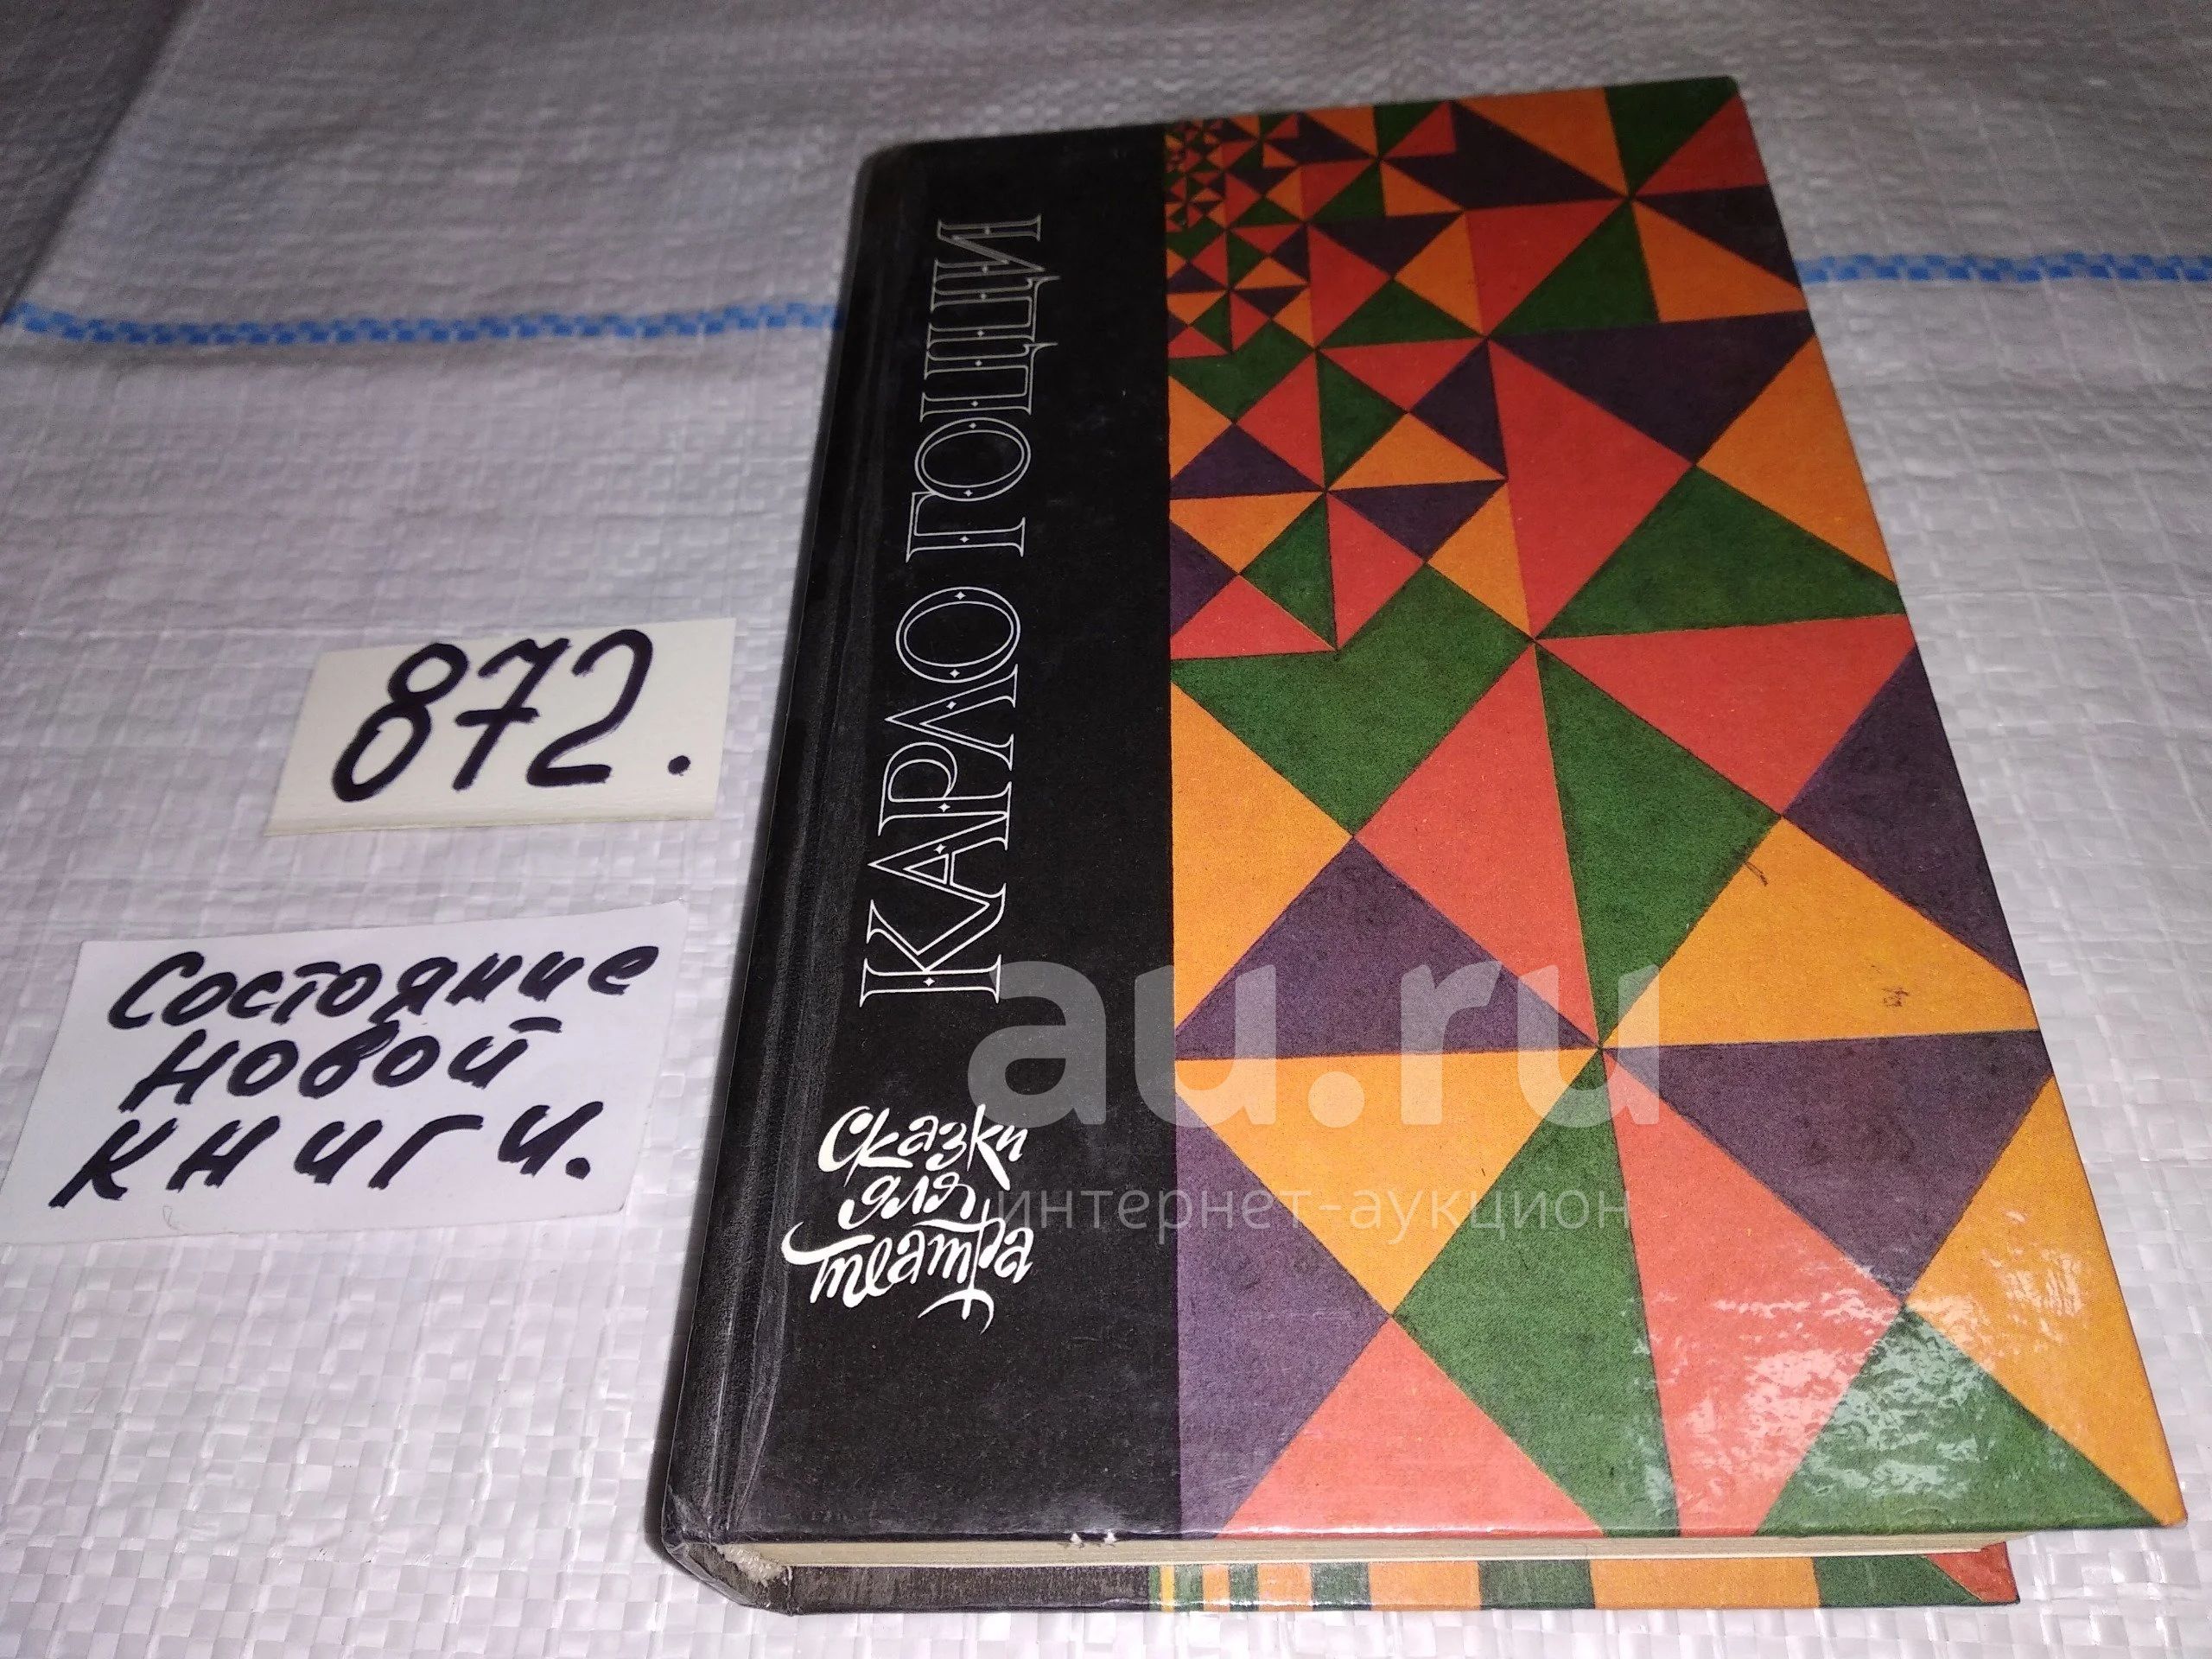 872.
Состояние
новой
книги.
КАРЛО ГОЦЦИ
Сказки
для
театра
au.ru
интернет-аукцион